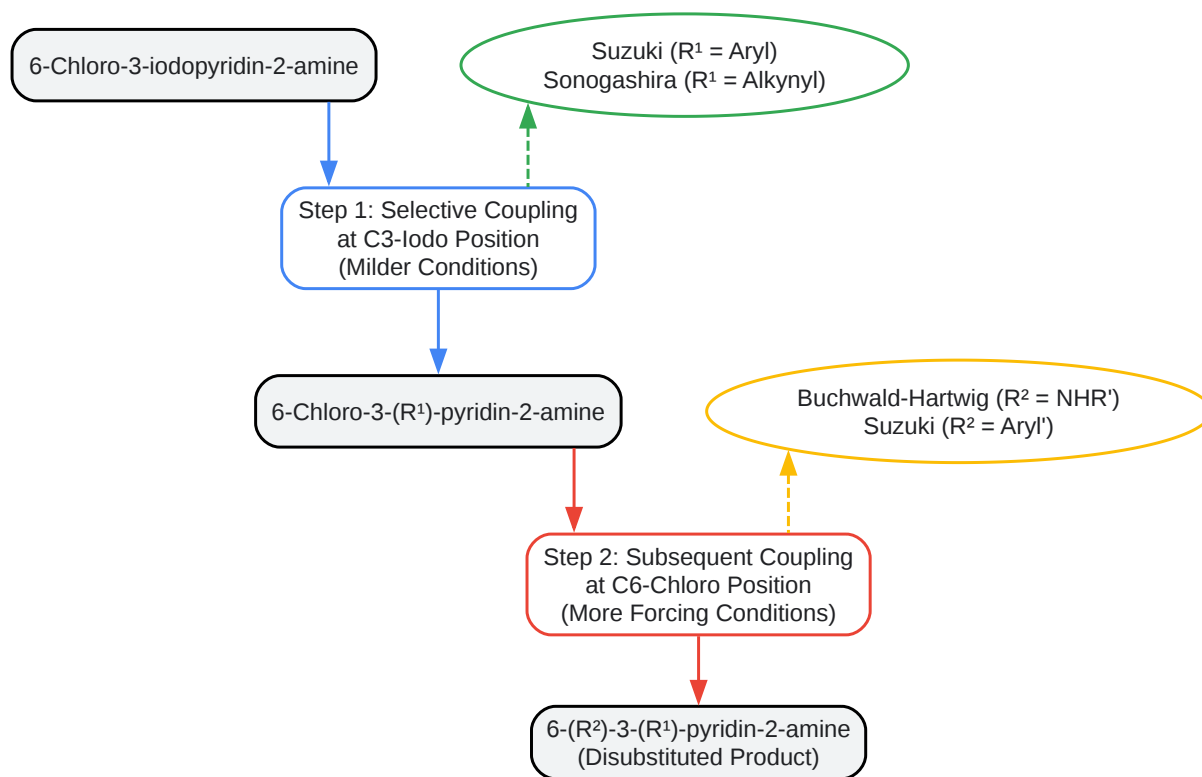 6-Chloro-3-iodopyridin-2-amine
Suzuki (R¹ = Aryl)
Sonogashira (R¹ = Alkynyl)
Step 1: Selective Coupling
at C3-Iodo Position
(Milder Conditions)
6-Chloro-3-(R¹)-pyridin-2-amine
Buchwald-Hartwig (R² = NHR')
Suzuki (R² = Aryl')
Step 2: Subsequent Coupling
at C6-Chloro Position
(More Forcing Conditions)
6-(R²)-3-(R¹)-pyridin-2-amine
(Disubstituted Product)